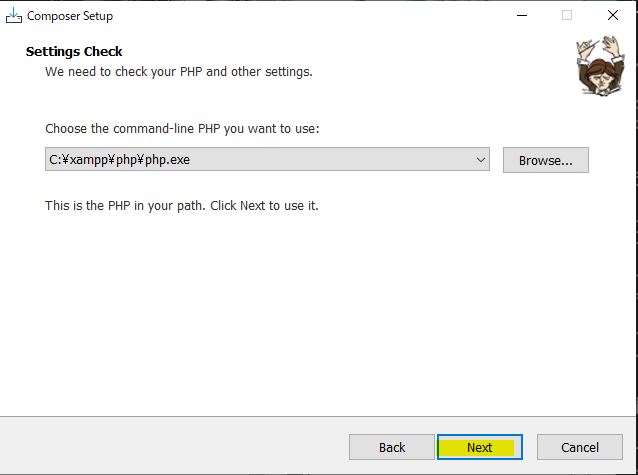 Composer Setup
Settings Check
We need to check your PHP and other settings.
Choose the command-line PHP you want to use:
C:¥xampp¥php¥php.exe
Browse...
This is the PHP in your path. Click Next to use it.
Back
Next
Cancel